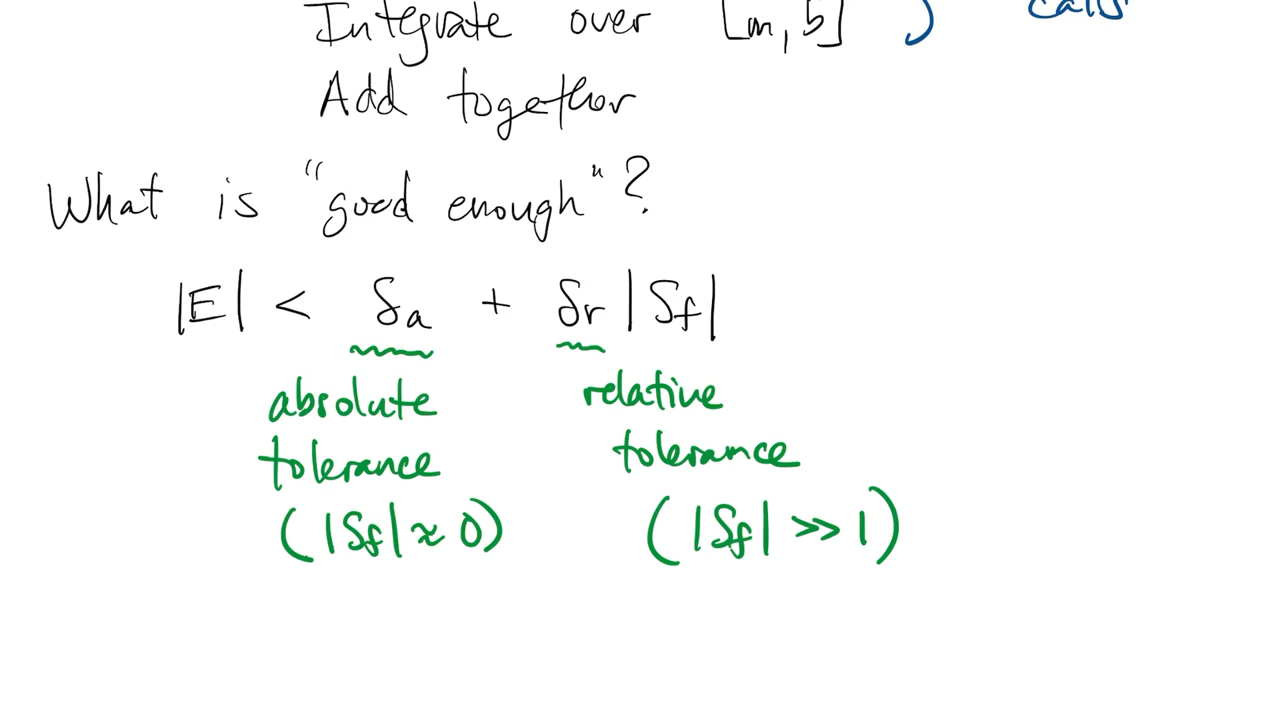 Integrate over [m, b] } calls
Add together
What is "good enough"?
|E| < δa + δr |Sf|
absolute relative
tolerance tolerance
(|Sf| ≈ 0) (|Sf| >> 1)